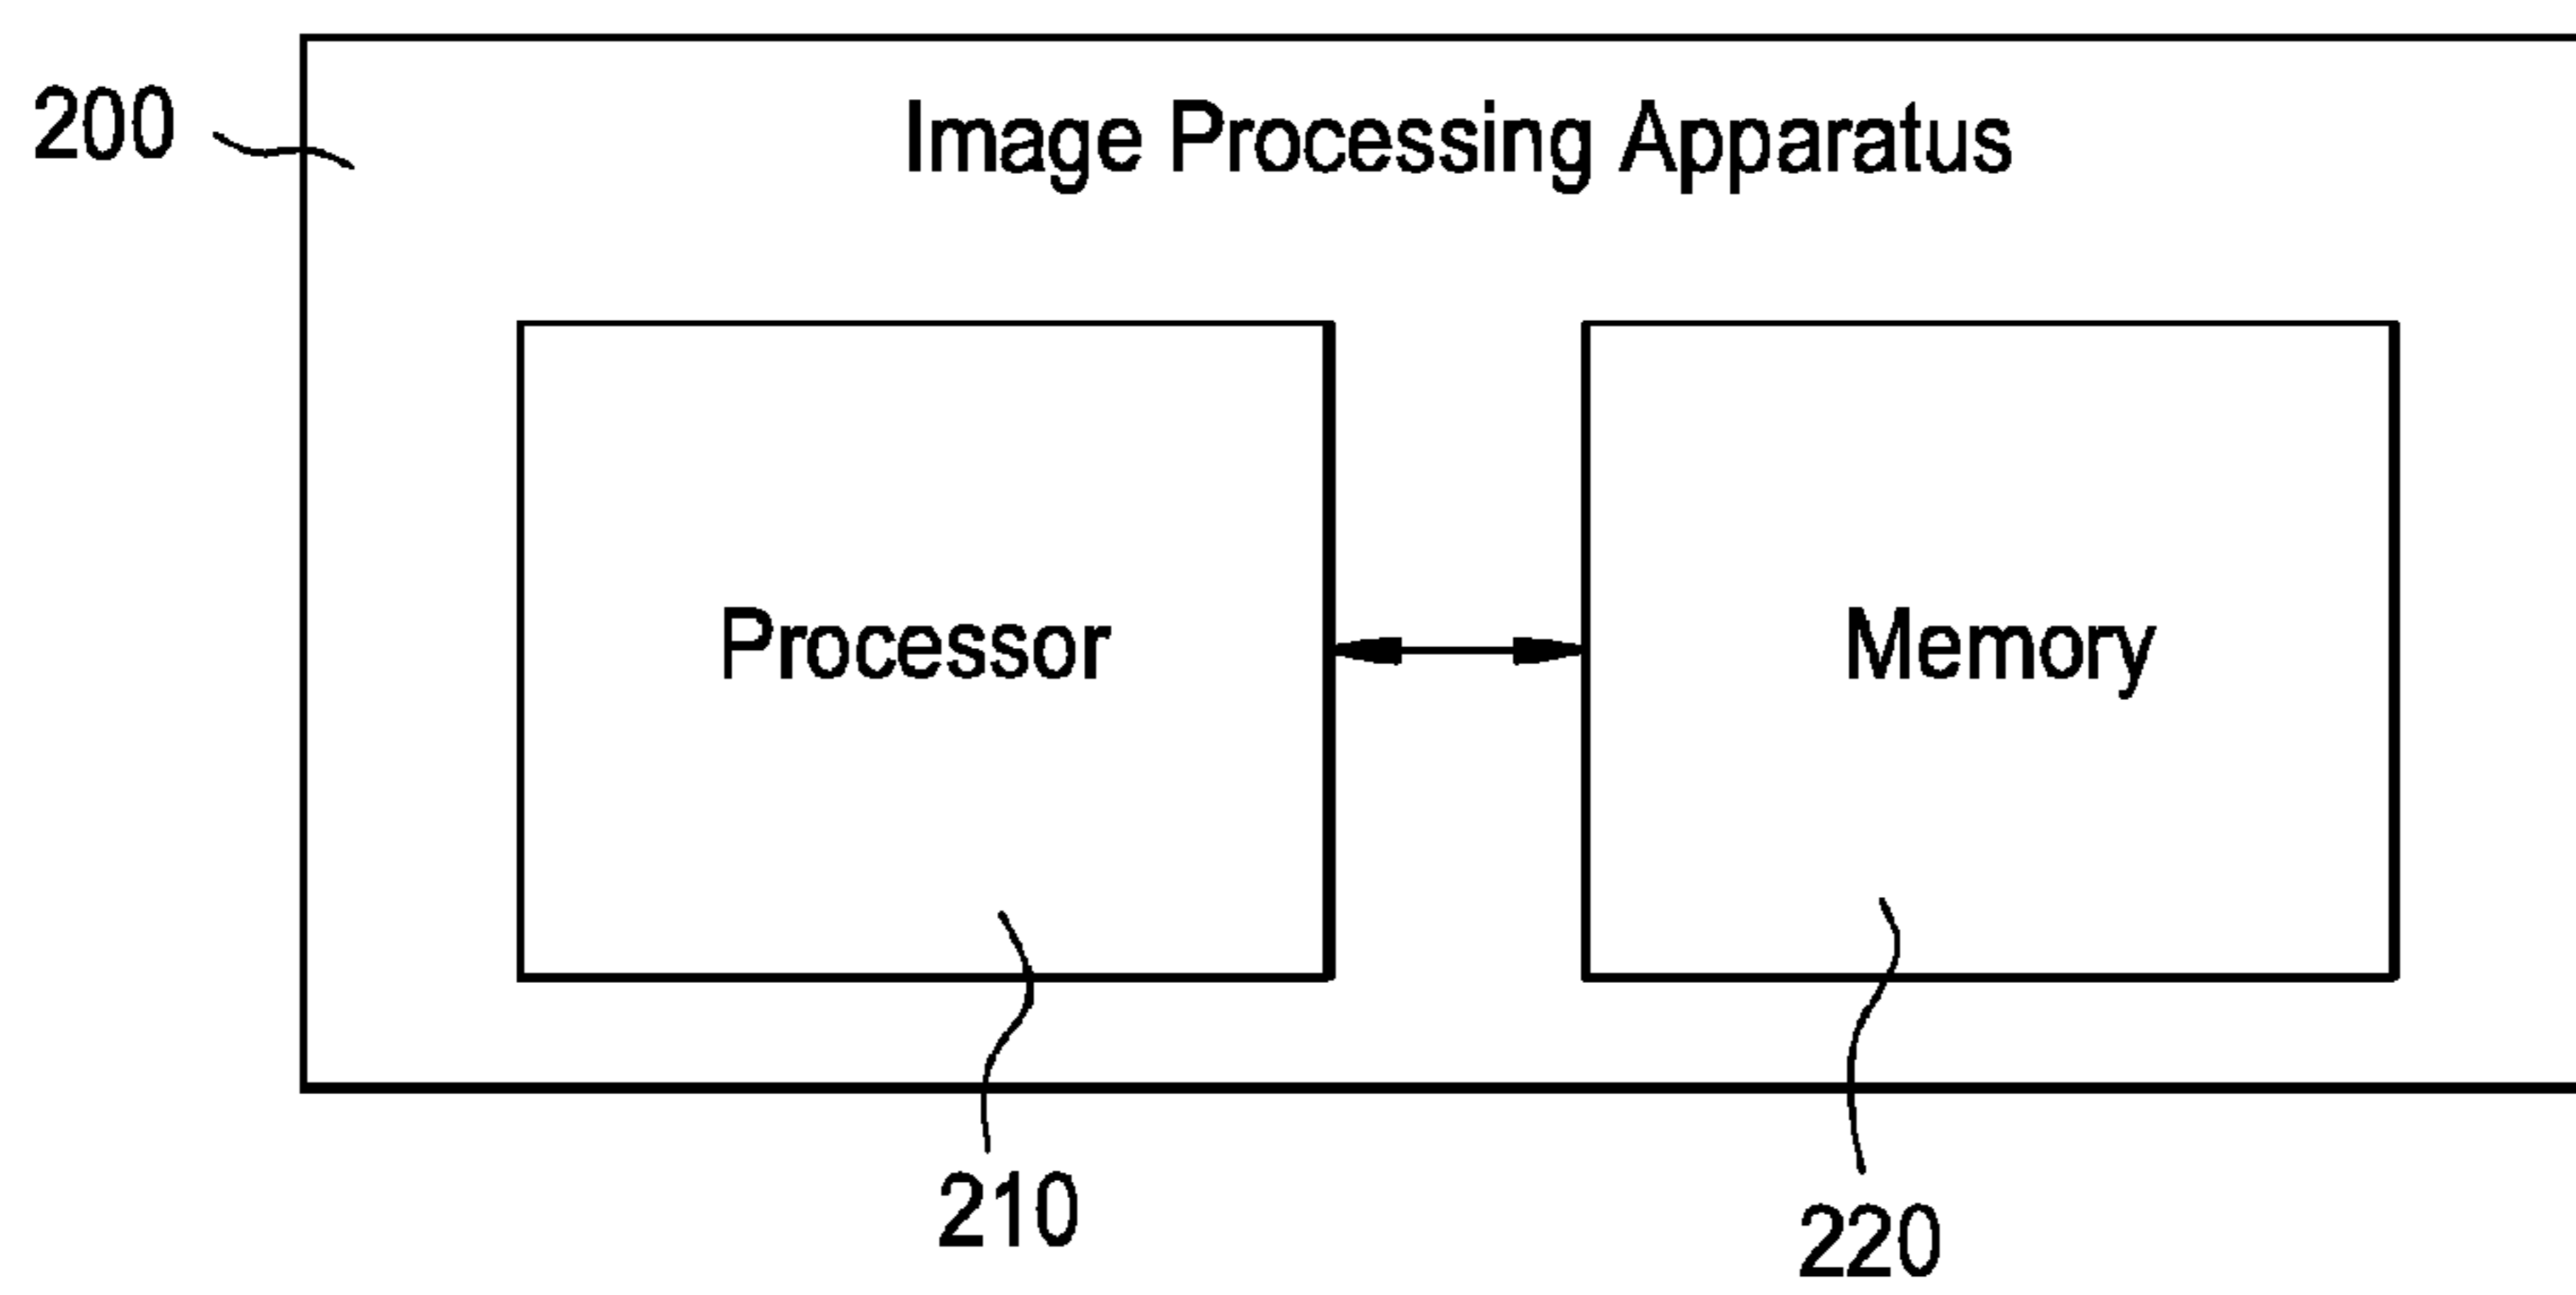 200
Image Processing Apparatus
Processor
Memory
210
220